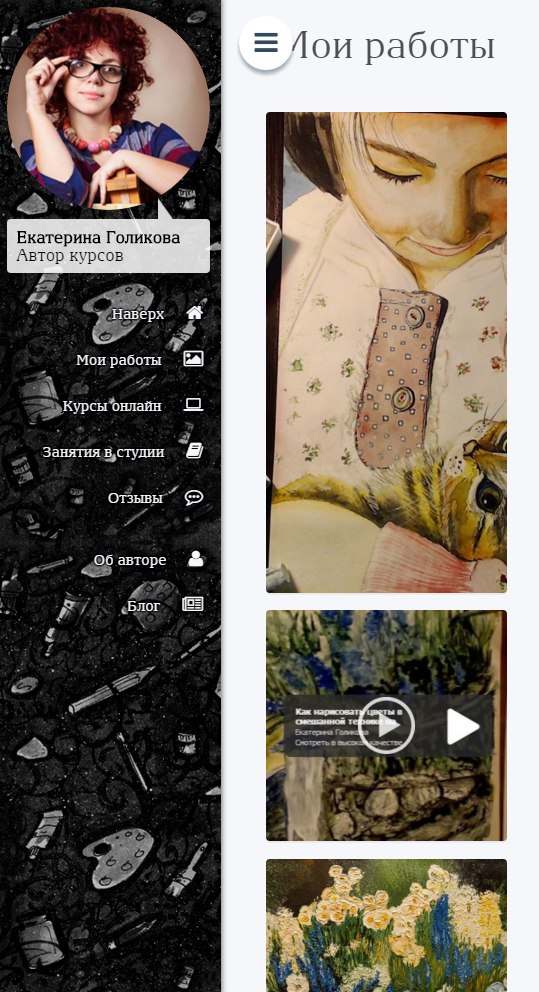 Екатерина Голикова
Автор курсов
Наверх
Мои работы
Курсы онлайн
Занятия в студии
Отзывы
Об авторе
Блог
Мои работы
Как нарисовать цветы в
смешанной технике на
Екатерина Голикова
Смотреть в высоком качестве